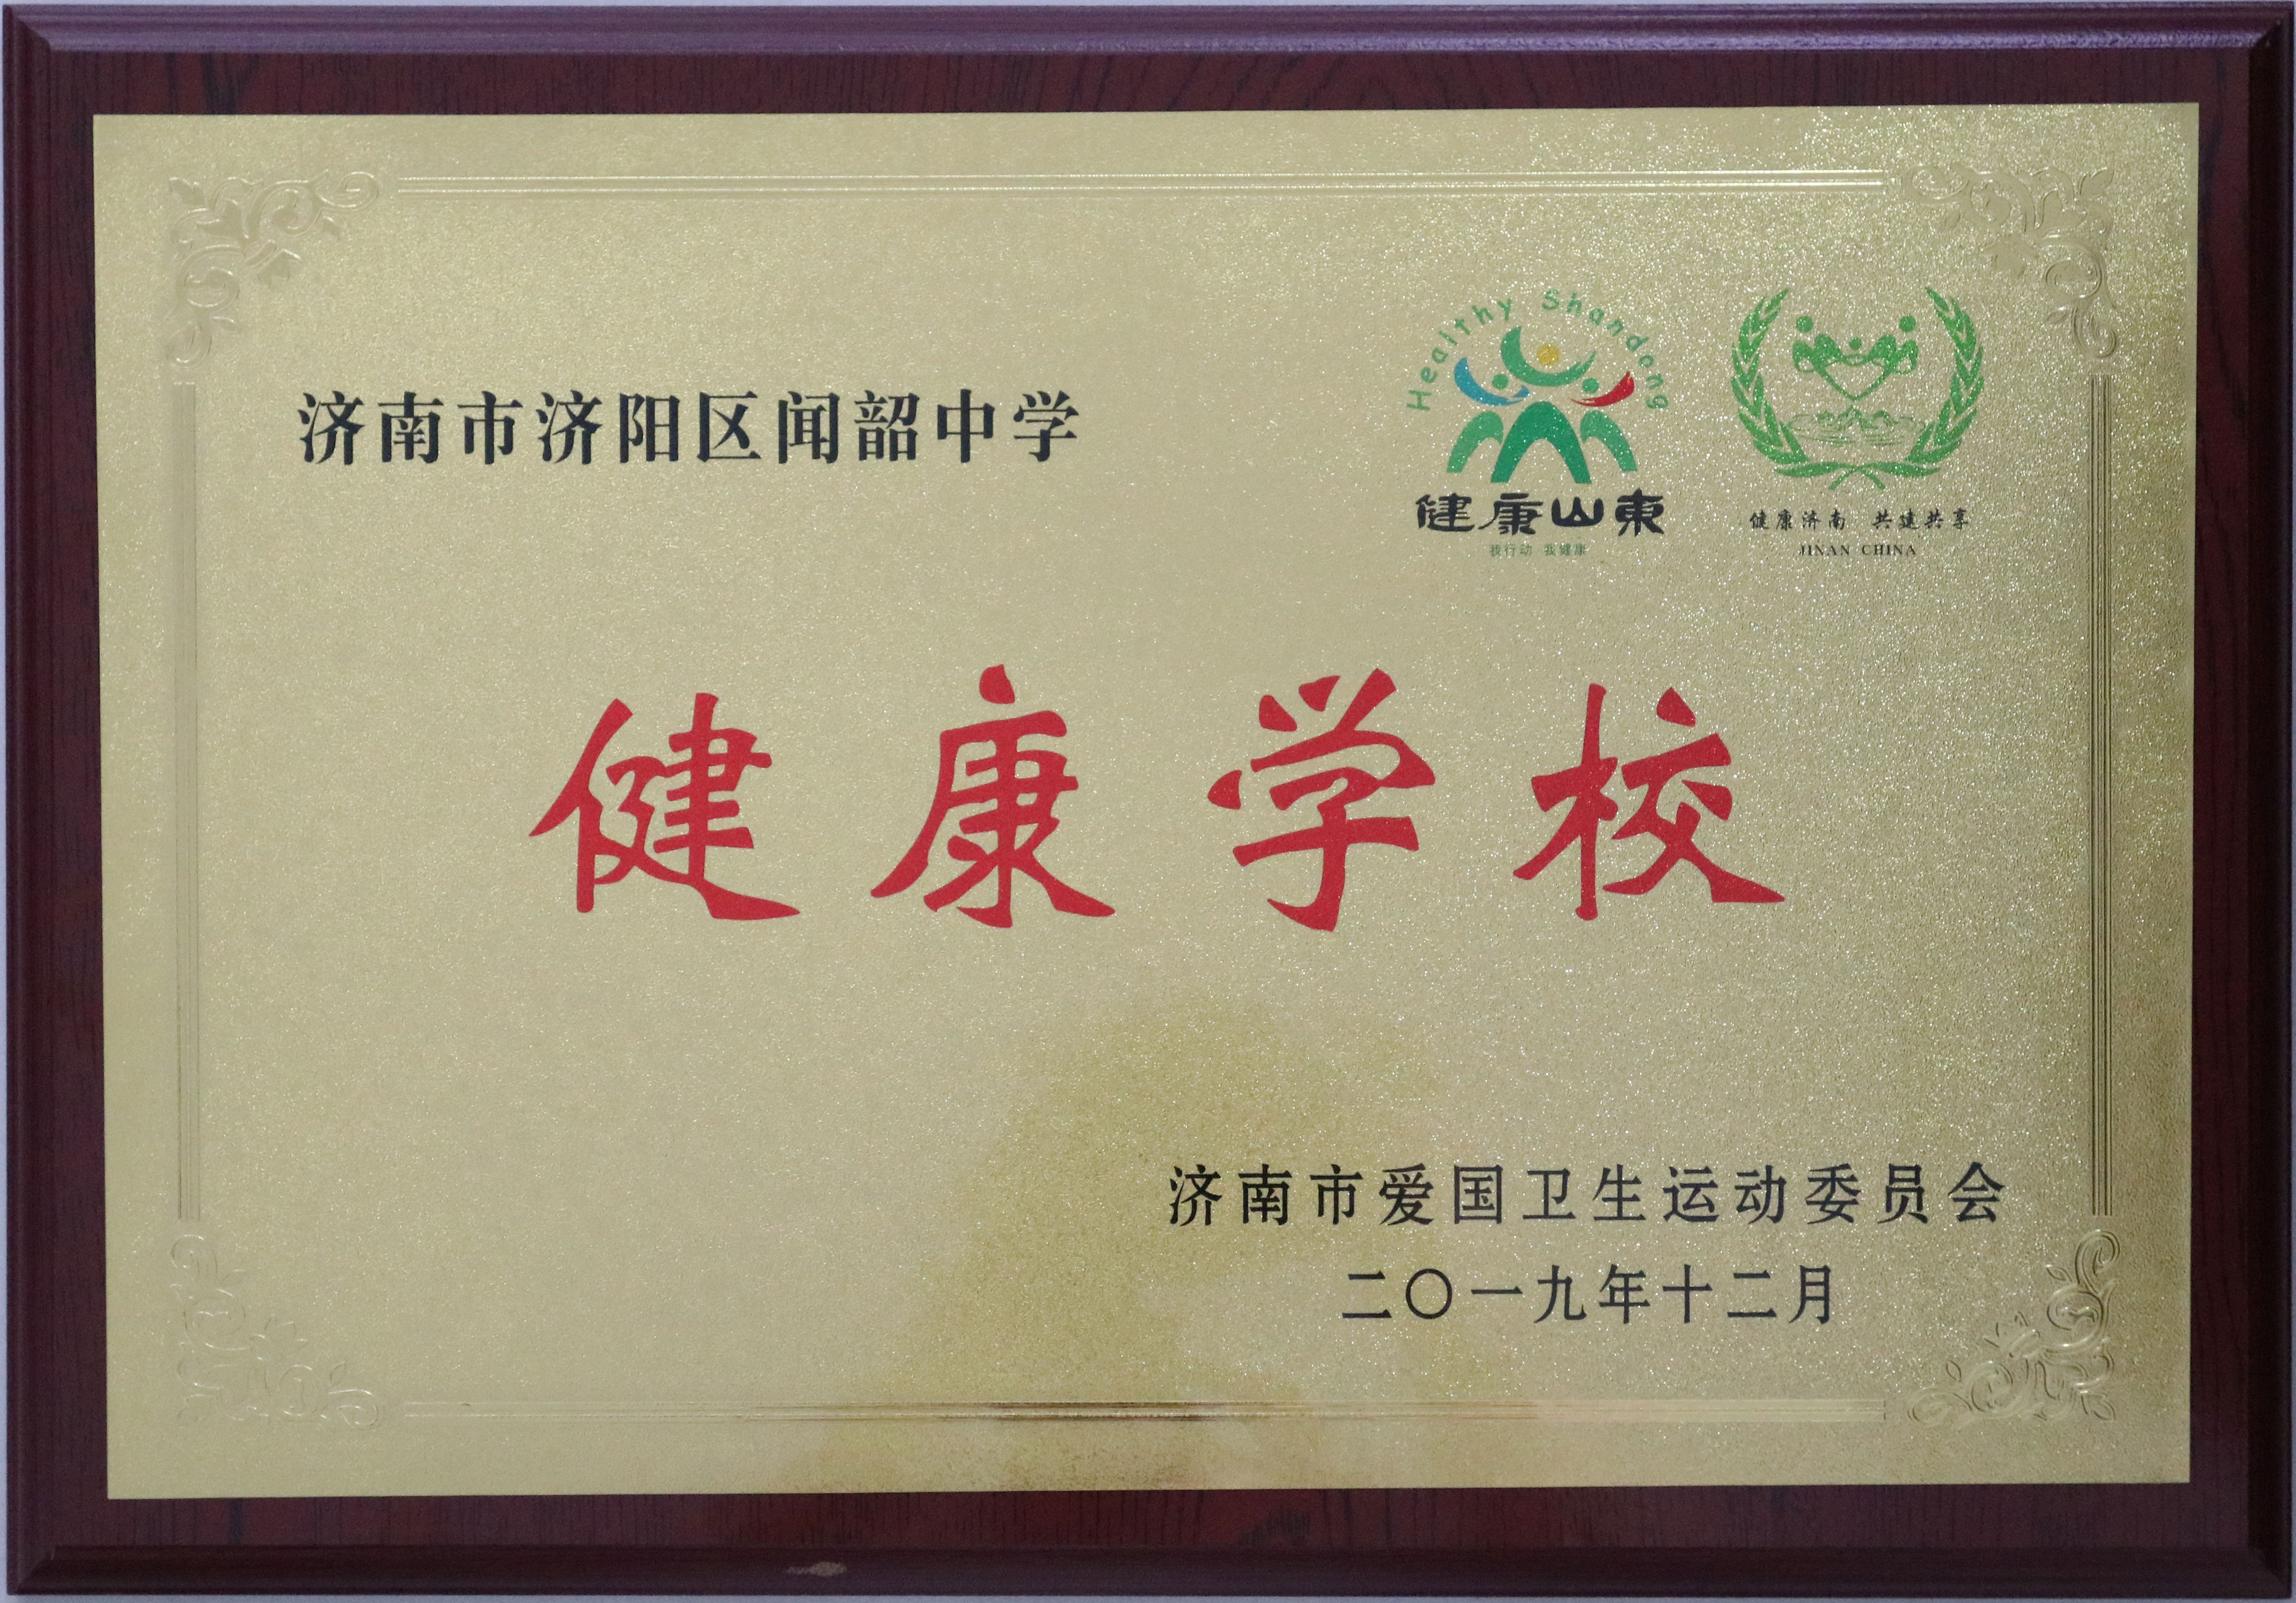 济南市济阳区闻韶中学
Healthy Shandong
健康山東
我行动 我健康
健康济南 共建共享
JINAN CHINA
健康学校
济南市爱国卫生运动委员会
二〇一九年十二月